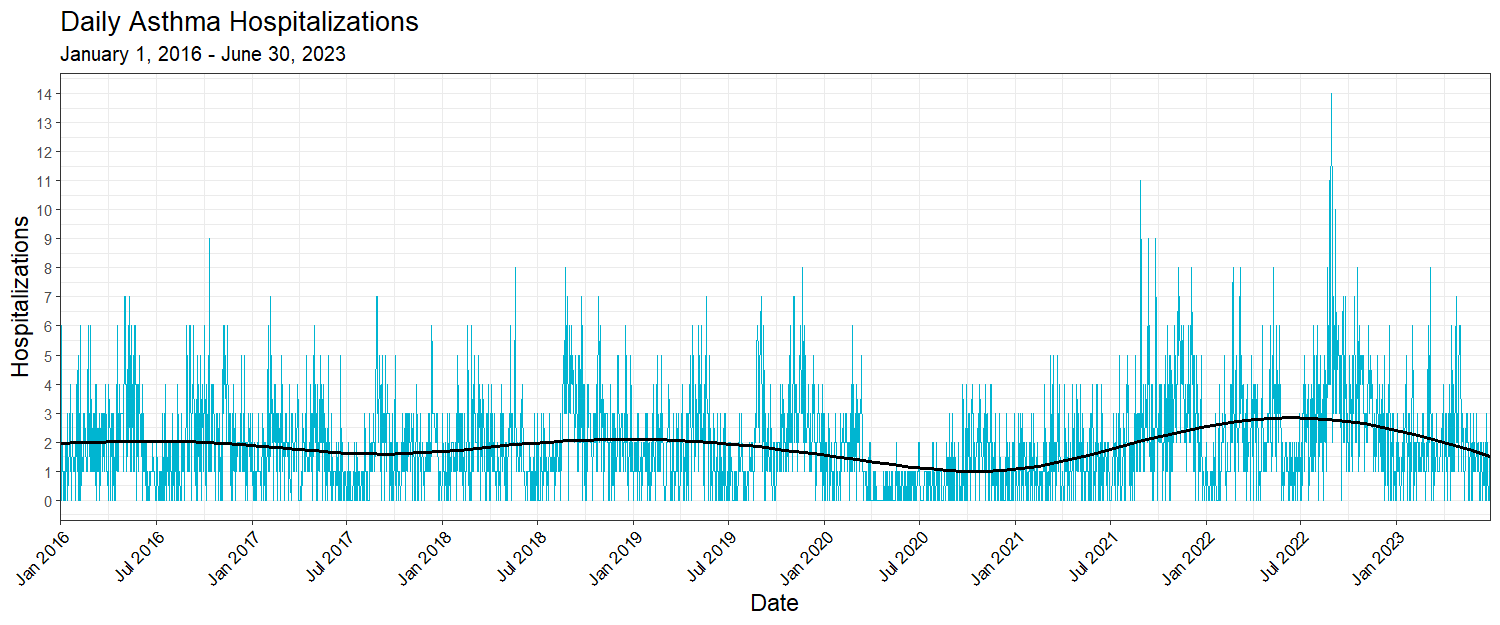 Daily Asthma Hospitalizations
January 1, 2016 - June 30, 2023
Hospitalizations
14
13
12
11
10
9
8
7
6
5
4
3
2
1
0
Jan 2016
Jul 2016
Jan 2017
Jul 2017
Jan 2018
Jul 2018
Jan 2019
Jul 2019
Jan 2020
Jul 2020
Jan 2021
Jul 2021
Jan 2022
Jul 2022
Jan 2023
Date